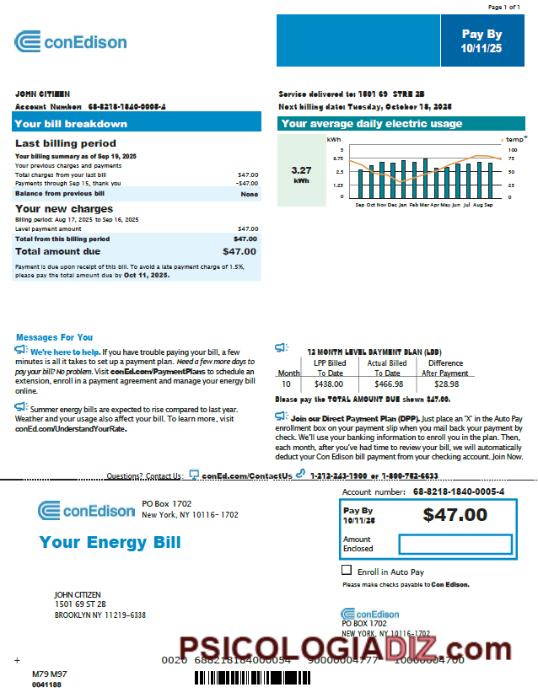 Page 1 of 1
conEdison
Pay By
10/11/25
JOHN CITIZEN
Account Number: 68-8218-1840-0005-4
Service delivered to: 1501 69 STRE 2B
Next billing date: Tuesday, October 18, 2025
Your bill breakdown
Last billing period
Your billing summary as of Sep 19, 2025
Your previous charges and payments
Total charges from your last bill $47.00
Payments through Sep 15, thank you -$47.00
Balance from previous bill None
Your new charges
Billing period: Aug 17, 2025 to Sep 16, 2025
Level payment amount $47.00
Total from this billing period $47.00
Total amount due $47.00
Payment is due upon receipt of this bill. To avoid a late payment charge of 1.5%,
please pay the total amount due by Oct 11, 2025.
Your average daily electric usage
3.27
kWh
kWh temp°
5 100
3.75 75
2.5 50
1.25 25
0 0
Sep Oct Nov Dec Jan Feb Mar Apr May Jun Jul Aug Sep
Messages For You
We're here to help. If you have trouble paying your bill, a few
minutes is all it takes to set up a payment plan. Need a few more days to
pay your bill? No problem. Visit conEd.com/PaymentPlans to schedule an
extension, enroll in a payment agreement and manage your energy bill
online.
Summer energy bills are expected to rise compared to last year.
Weather and your usage also affect your bill. To learn more, visit
conEd.com/UnderstandYourRate.
12 MONTH LEVEL PAYMENT PLAN (LPP)
LPP Billed Actual Billed Difference
Month To Date To Date After Payment
10 $438.00 $466.98 $28.98
Please pay the TOTAL AMOUNT DUE shown $47.00.
Join our Direct Payment Plan (DPP). Just place an 'X' in the Auto Pay
enrollment box on your payment slip when you mail back your payment by
check. We'll use your banking information to enroll you in the plan. Then,
each month, after you've had time to review your bill, we will automatically
deduct your Con Edison bill payment from your checking account. Join Now.
Questions? Contact Us: conEd.com/ContactUs 1-212-243-1900 or 1-800-752-6633
Account number: 68-8218-1840-0005-4
conEdison
PO Box 1702
New York, NY 10116-1702
Your Energy Bill
Pay By
10/11/25
$47.00
Amount
Enclosed
Enroll in Auto Pay
Please make checks payable to Con Edison.
JOHN CITIZEN
1501 69 ST 2B
BROOKLYN NY 11219-6338
conEdison
PO BOX 1702
NEW YORK, NY 10116-1702
PSICOLOGIADIZ.com
0020 688218184000054 90000004777 10000004700
M79 M97
0041188